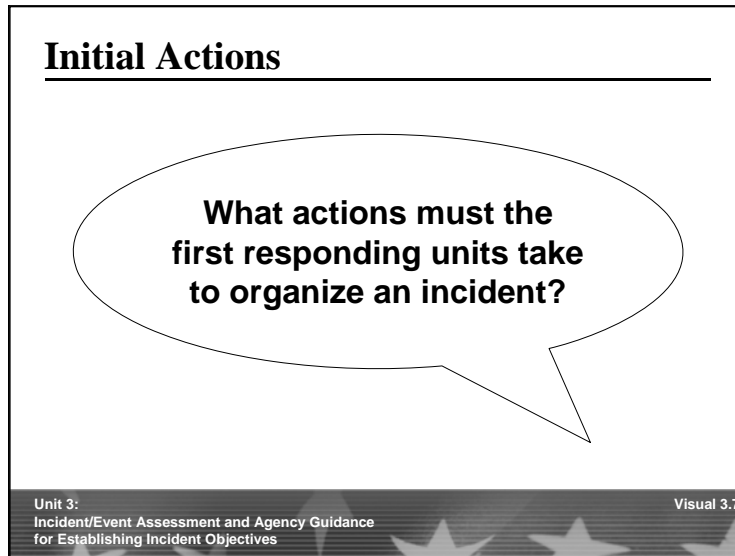 Initial Actions
What actions must the
first responding units take
to organize an incident?
Unit 3:
Incident/Event Assessment and Agency Guidance
for Establishing Incident Objectives
Visual 3.7